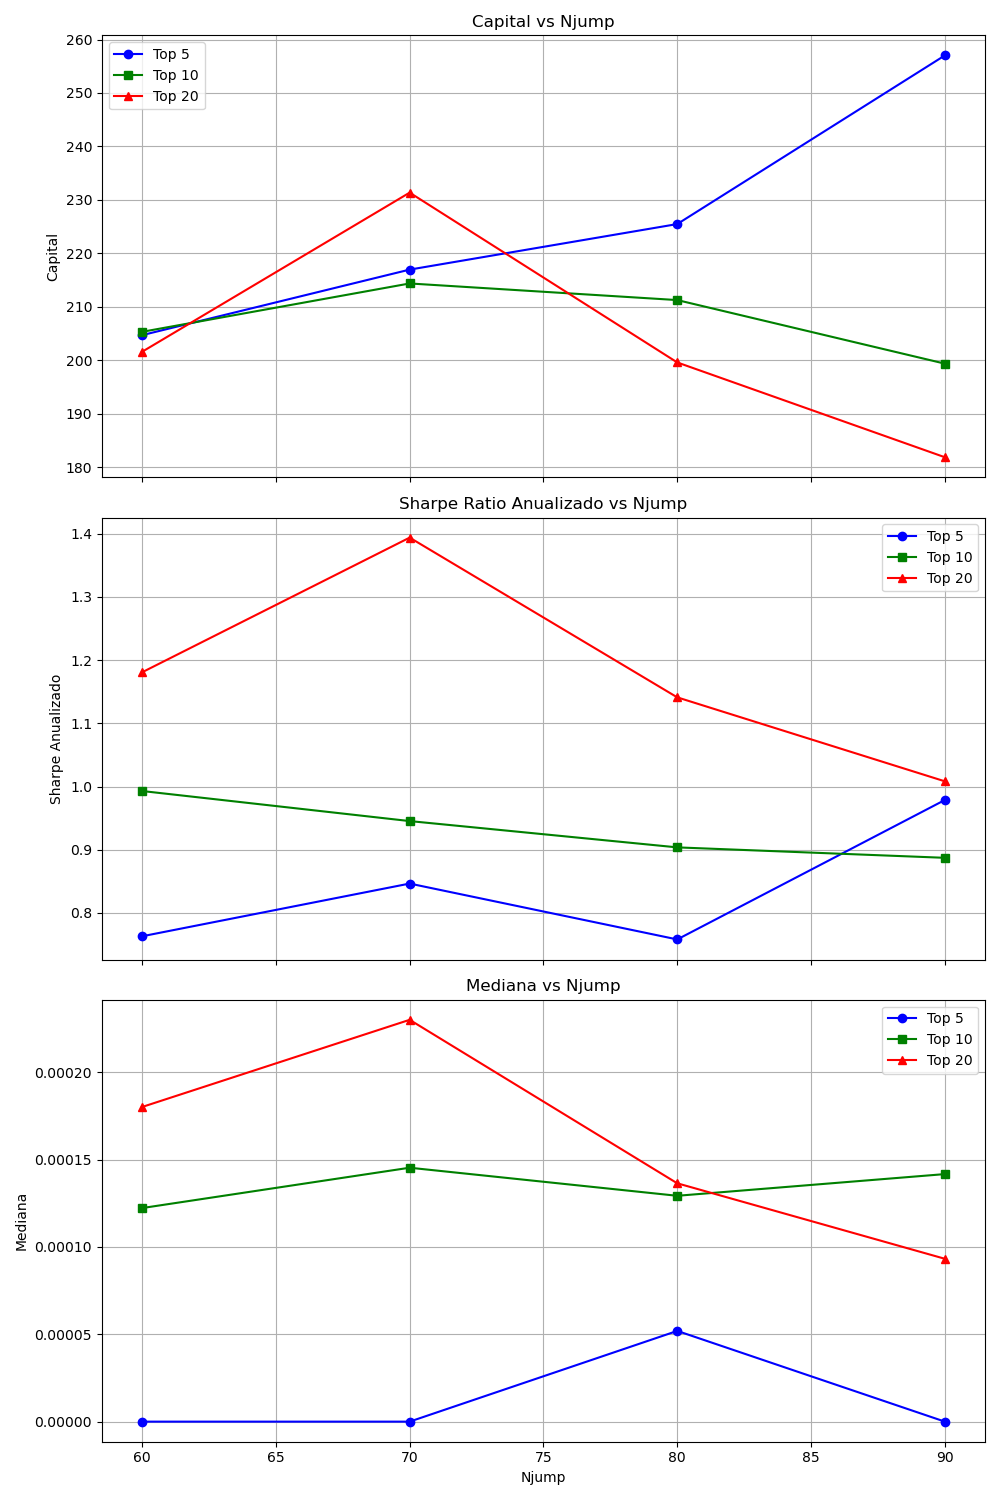 Capital vs Njump
260
250
240
230
220
210
200
190
180
Capital
Top 5
Top 10
Top 20
Sharpe Ratio Anualizado vs Njump
1.4
1.3
1.2
1.1
1.0
0.9
0.8
Sharpe Anualizado
Top 5
Top 10
Top 20
Mediana vs Njump
0.00020
0.00015
0.00010
0.00005
0.00000
Mediana
Top 5
Top 10
Top 20
60 65 70 75 80 85 90
Njump